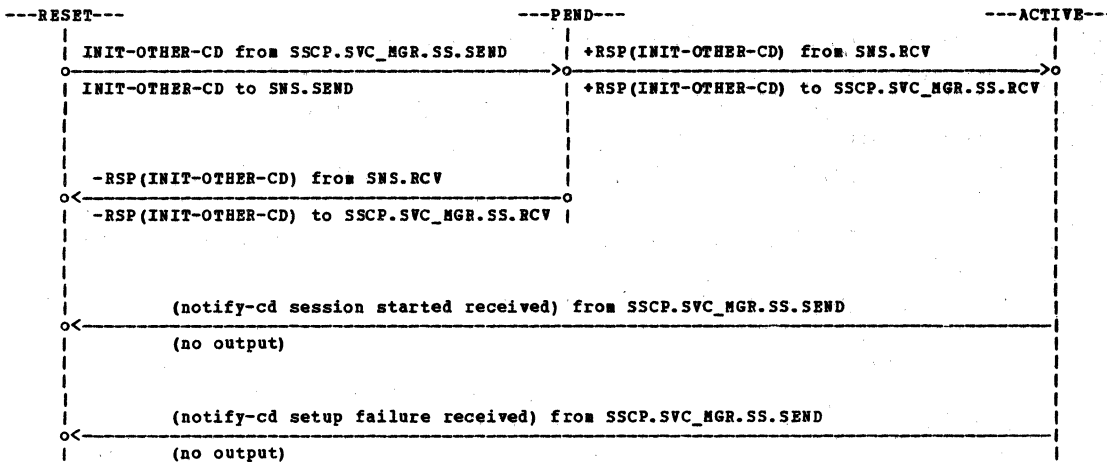 ---RESET--- ---PEND--- ---ACTIVE---
INIT-OTHER-CD from SSCP.SVC_MGR.SS.SEND +RSP(INIT-OTHER-CD) from SNS.RCV
INIT-OTHER-CD to SNS.SEND +RSP(INIT-OTHER-CD) to SSCP.SVC_MGR.SS.RCV
-RSP(INIT-OTHER-CD) from SNS.RCV
-RSP(INIT-OTHER-CD) to SSCP.SVC_MGR.SS.RCV
(notify-cd session started received) from SSCP.SVC_MGR.SS.SEND
(no output)
(notify-cd setup failure received) from SSCP.SVC_MGR.SS.SEND
(no output)